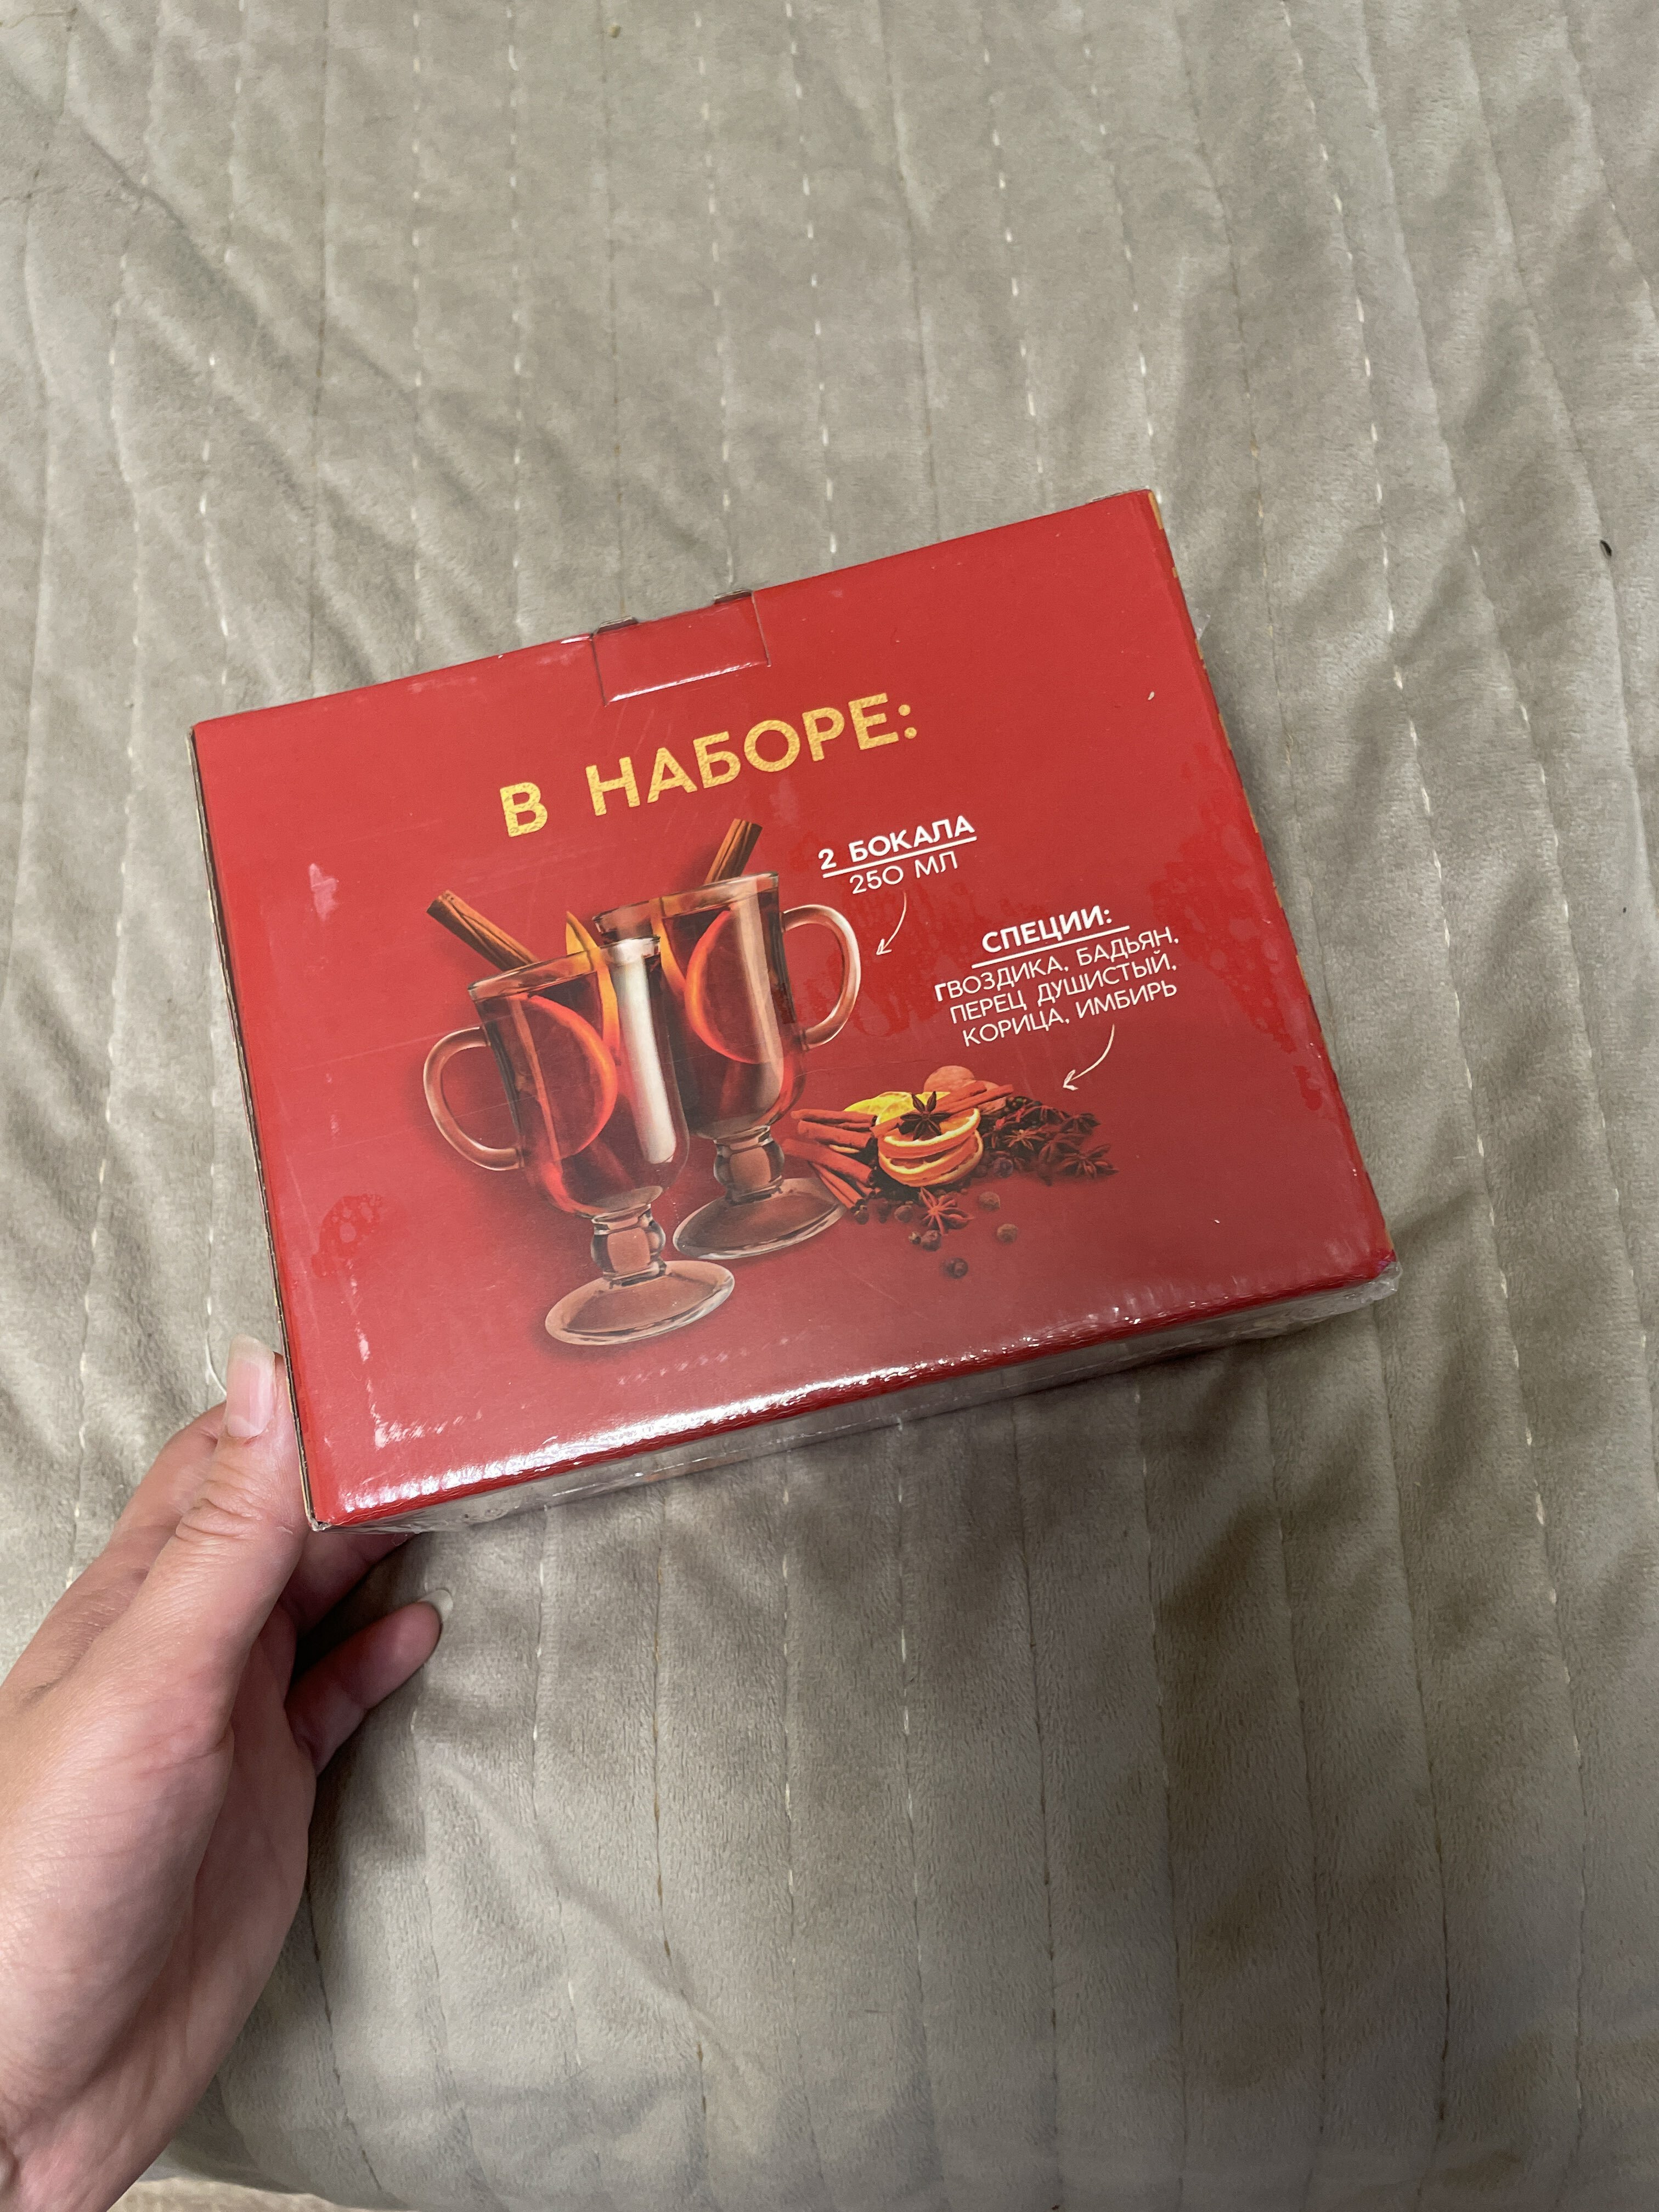 В НАБОРЕ:
2 БОКАЛА
250 МЛ
СПЕЦИИ:
ГВОЗДИКА, БАДЬЯН,
ПЕРЕЦ ДУШИСТЫЙ,
КОРИЦА, ИМБИРЬ